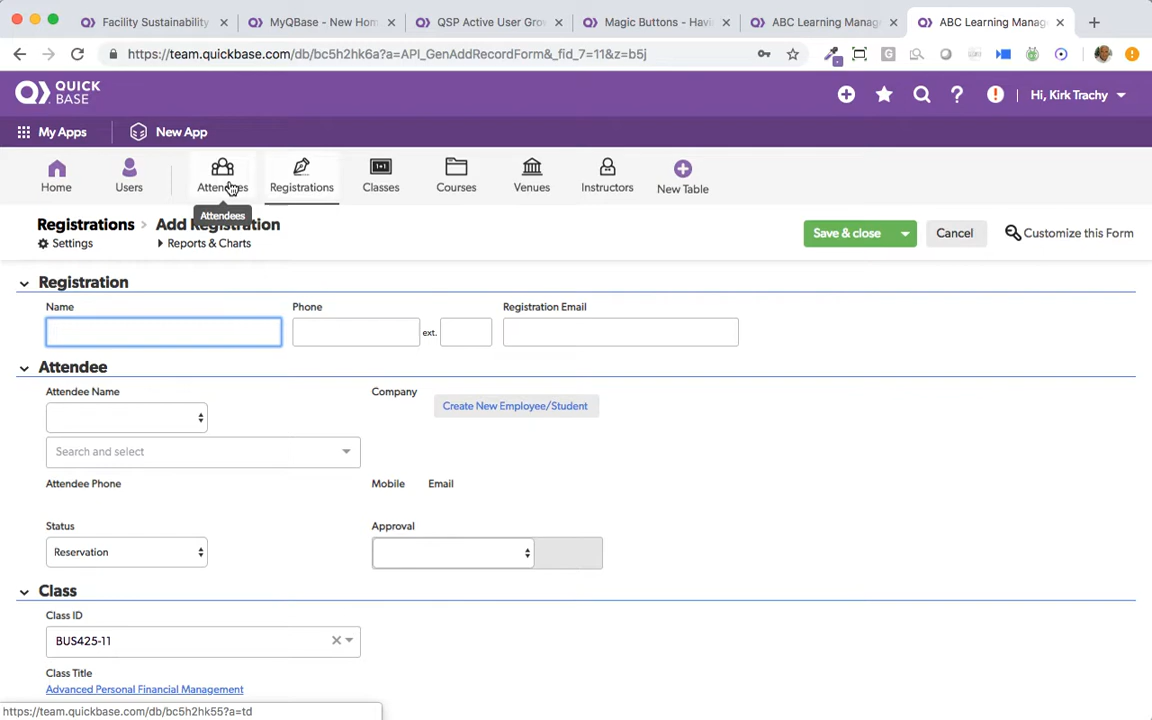 Facility Sustainability
MyQBase - New Hom
QSP Active User Gro
Magic Buttons - Havi
ABC Learning Manag
ABC Learning Manag
https://team.quickbase.com/db/bc5h2hk6a?a=API_GenAddRecordForm&_fid_7=11&z=b5j
QUICK BASE
Hi, Kirk Trachy
My Apps
New App
Home
Users
Attendees
Registrations
Classes
Courses
Venues
Instructors
New Table
Attendees
Registrations > Add Registration
Settings
Reports & Charts
Save & close
Cancel
Customize this Form
Registration
Name
Phone
Registration Email
ext.
Attendee
Attendee Name
Company
Create New Employee/Student
Search and select
Attendee Phone
Mobile
Email
Status
Approval
Reservation
Class
Class ID
BUS425-11
Class Title
Advanced Personal Financial Management
https://team.quickbase.com/db/bc5h2hk55?a=td